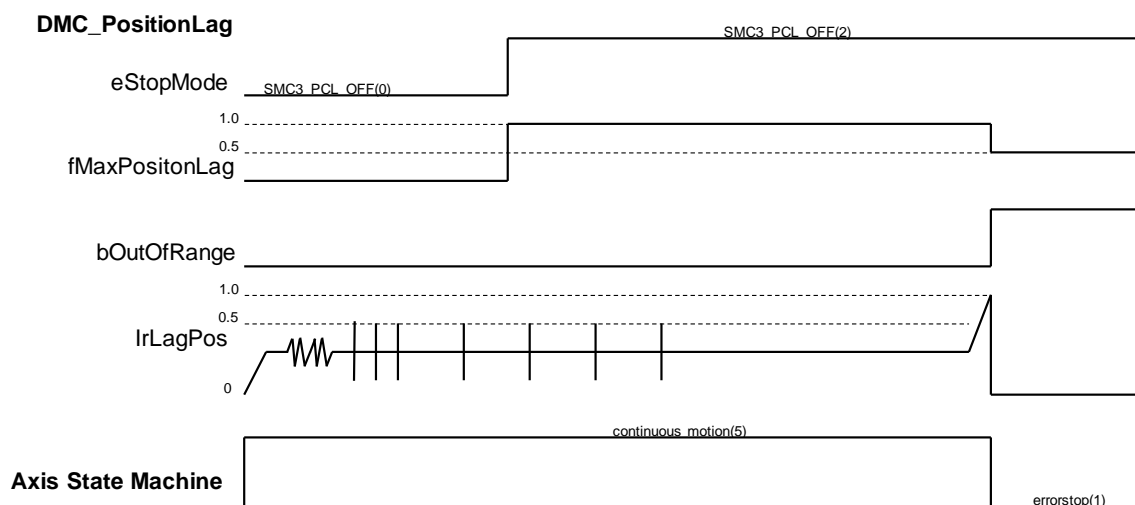 DMC_PositionLag
SMC3_PCL_OFF(2)
eStopMode
SMC3_PCL_OFF(0)
1.0
0.5
fMaxPositonLag
bOutOfRange
1.0
0.5
lrLagPos
0
continuous_motion(5)
Axis State Machine
errorstop(1)